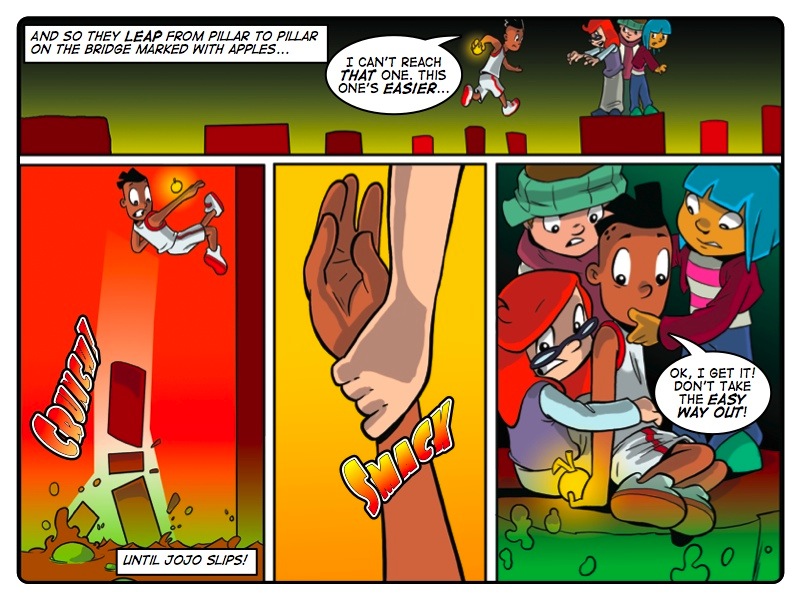 AND SO THEY LEAP FROM PILLAR TO PILLAR
ON THE BRIDGE MARKED WITH APPLES...
I CAN'T REACH
THAT ONE. THIS
ONE'S EASIER...
CRUNCH!
UNTIL JOJO SLIPS!
SMACK
OK, I GET IT!
DON'T TAKE
THE EASY
WAY OUT!